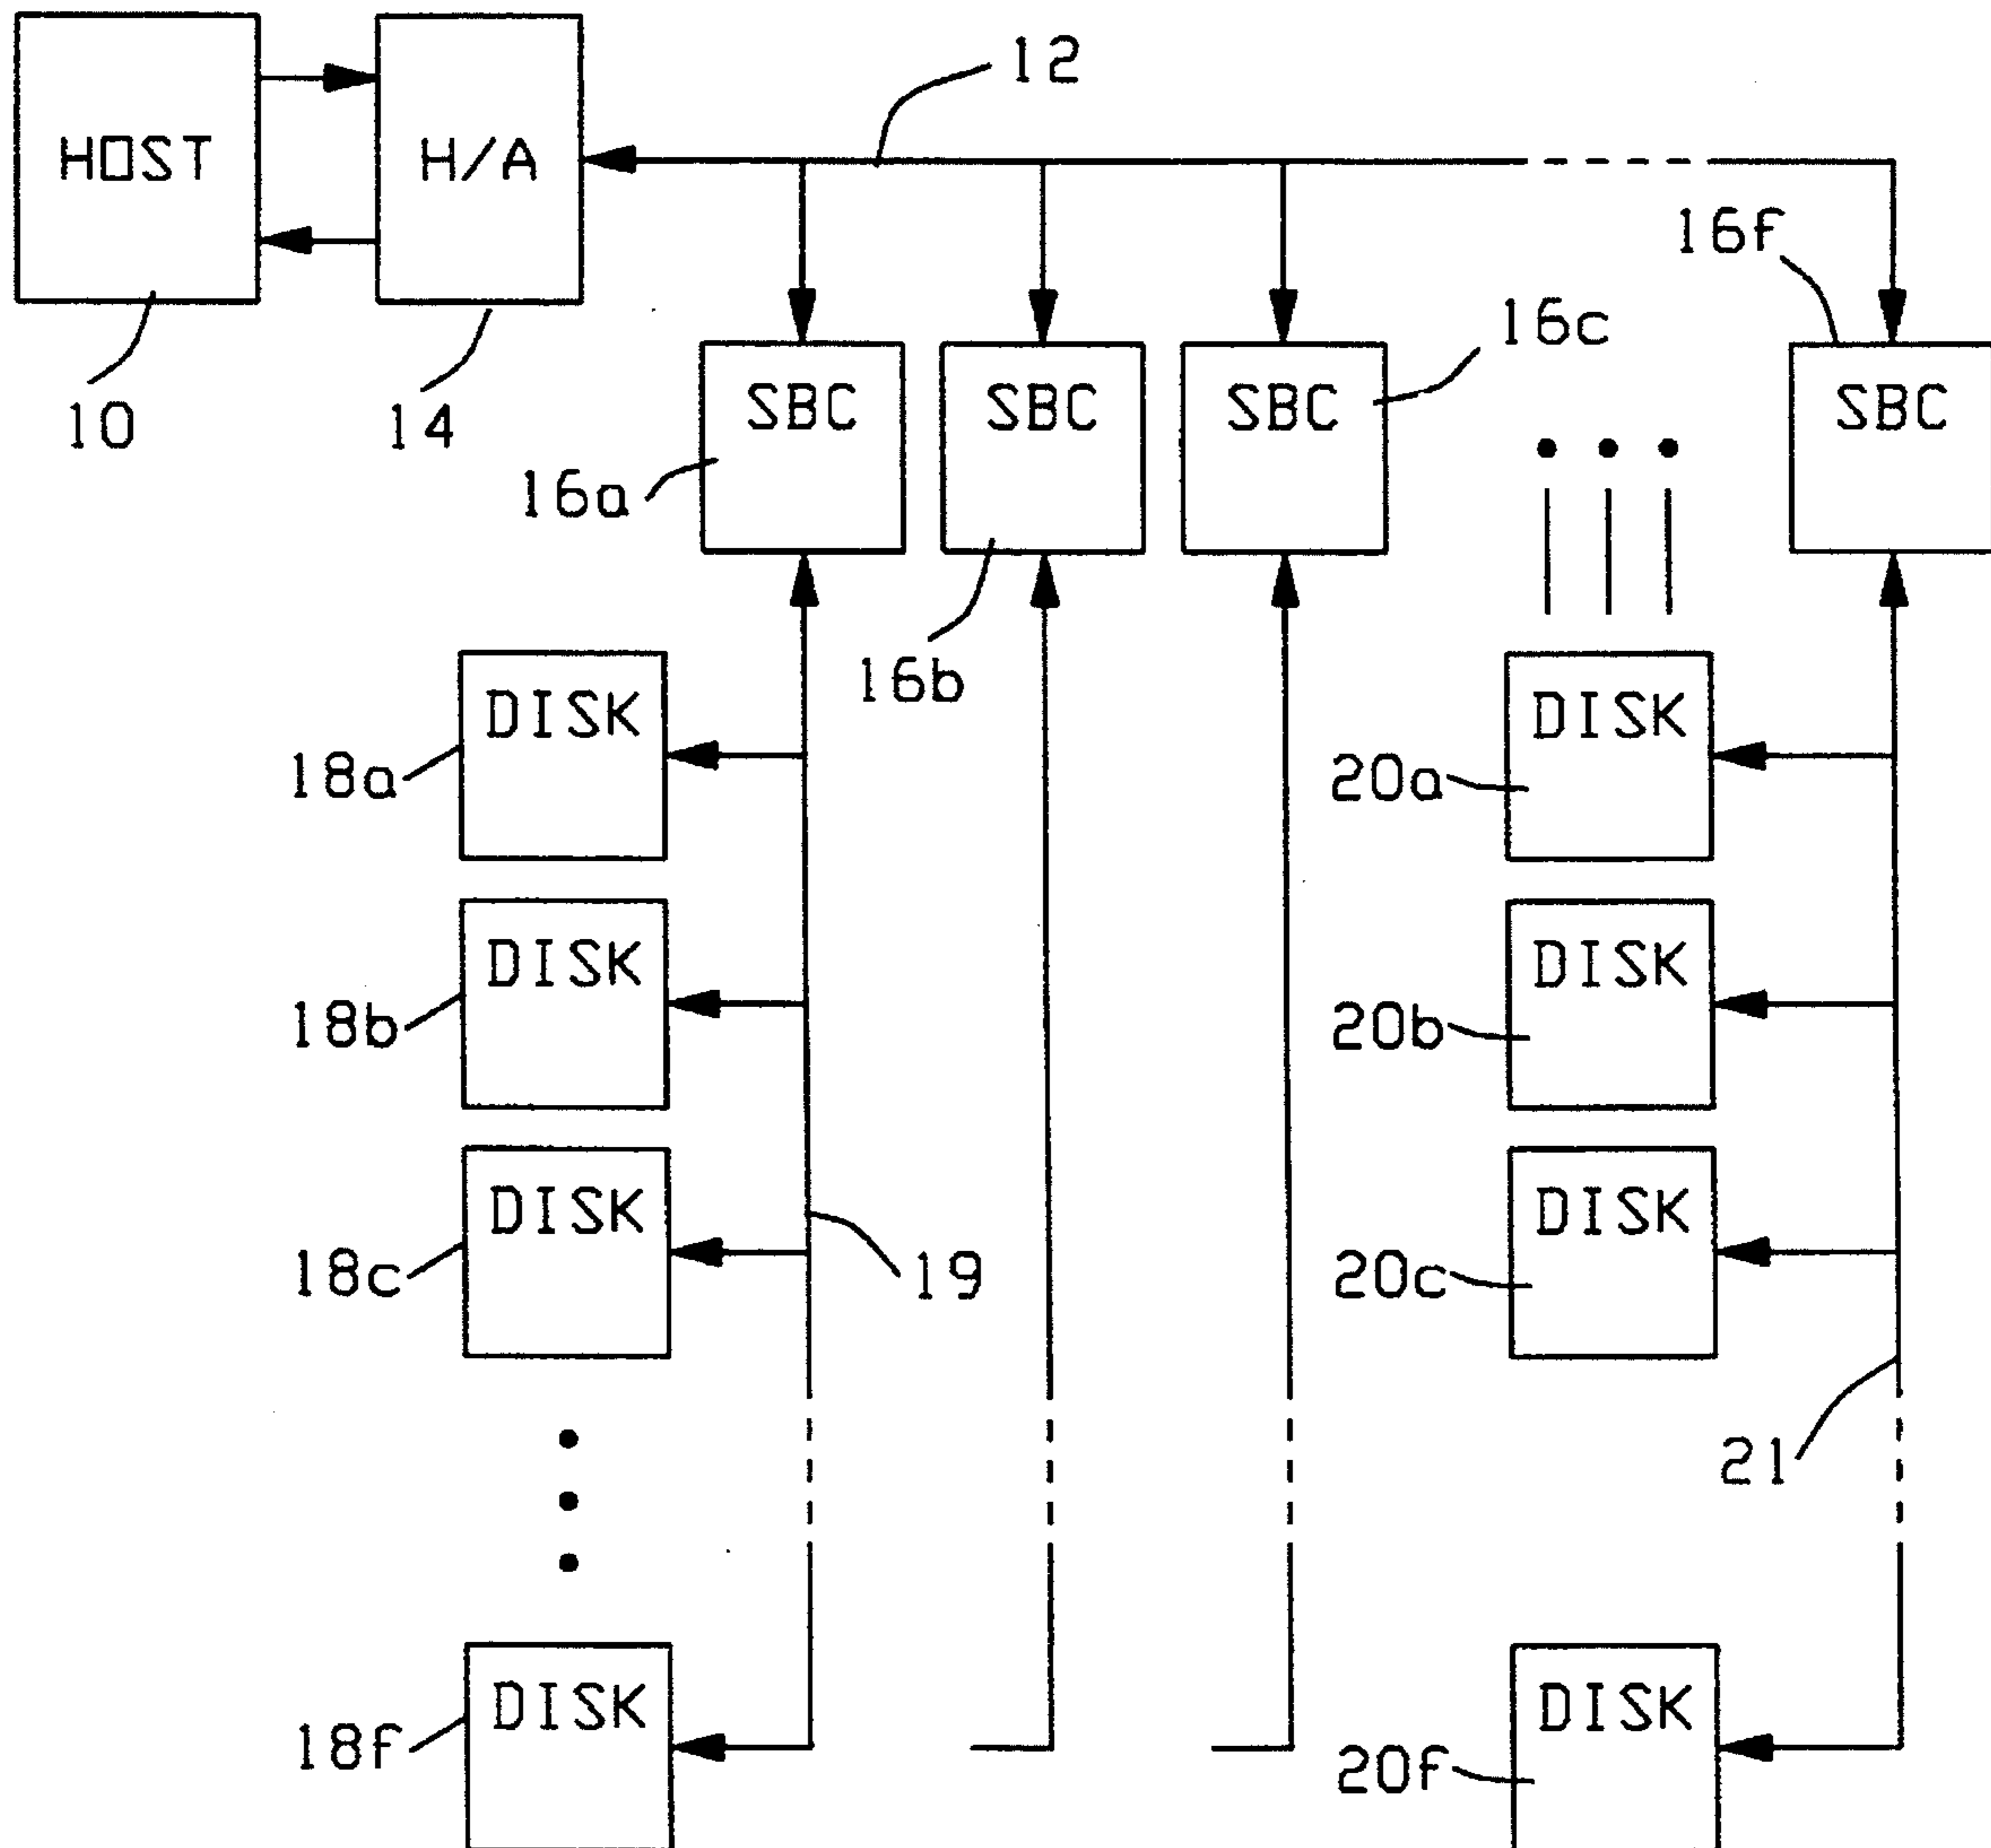 12
HOST
H/A
16f
16c
10
14
SBC
SBC
SBC
SBC
16a
16b
DISK
DISK
18a
20a
DISK
DISK
18b
20b
DISK
DISK
18c
19
20c
21
DISK
DISK
18f
20f